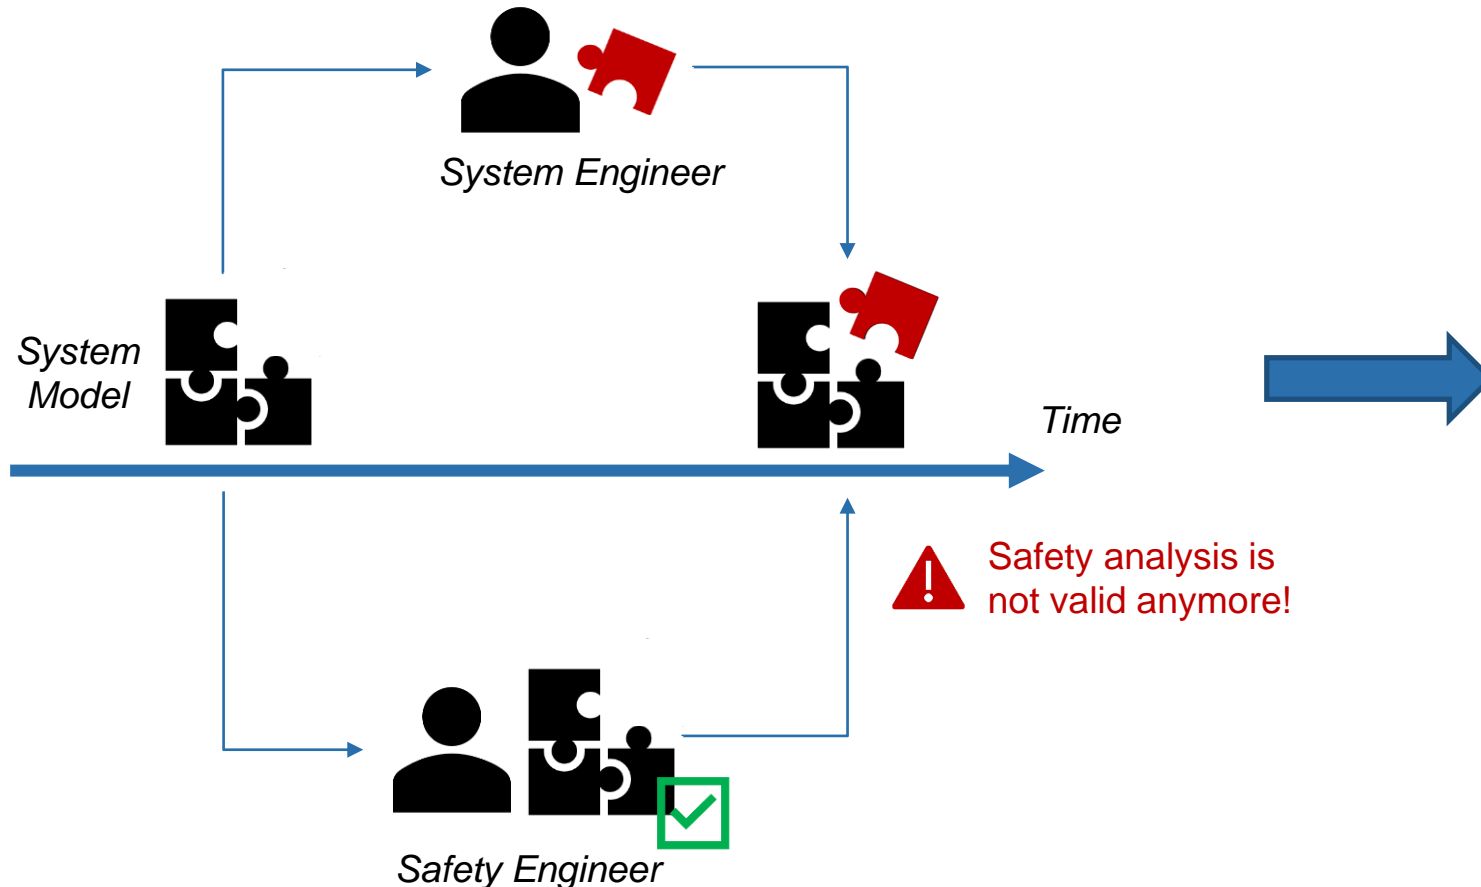 System Engineer
System
Model
Time
Safety analysis is
not valid anymore!
Safety Engineer